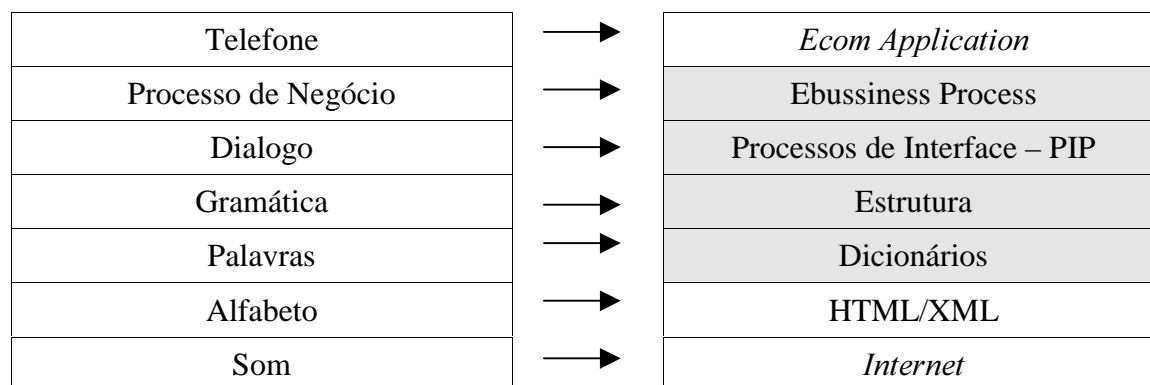 Telefone Ecom Application
Processo de Negócio Ebussiness Process
Dialogo Processos de Interface – PIP
Gramática Estrutura
Palavras Dicionários
Alfabeto HTML/XML
Som Internet